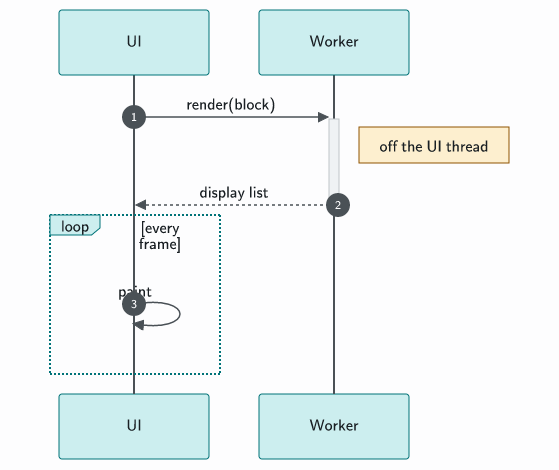 UI
Worker
render(block)
1
off the UI thread
display list
2
loop
[every
frame]
paint
3
UI
Worker